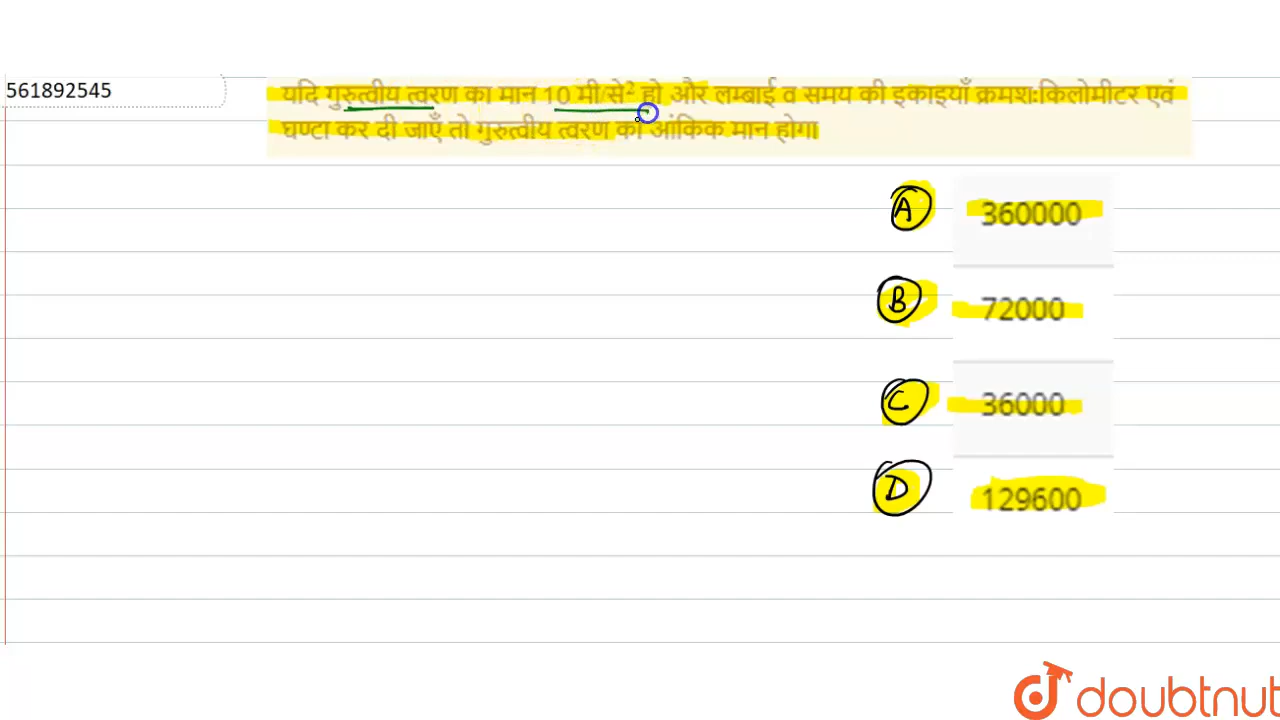 561892545
यदि गुरुत्वीय त्वरण का मान 10 मी/से² हो और लम्बाई व समय की इकाइयाँ क्रमश:किलोमीटर एवं
घण्टा कर दी जाएँ तो गुरुत्वीय त्वरण का आंकिक मान होगा
A 360000
B 72000
C 36000
D 129600
doubtnut